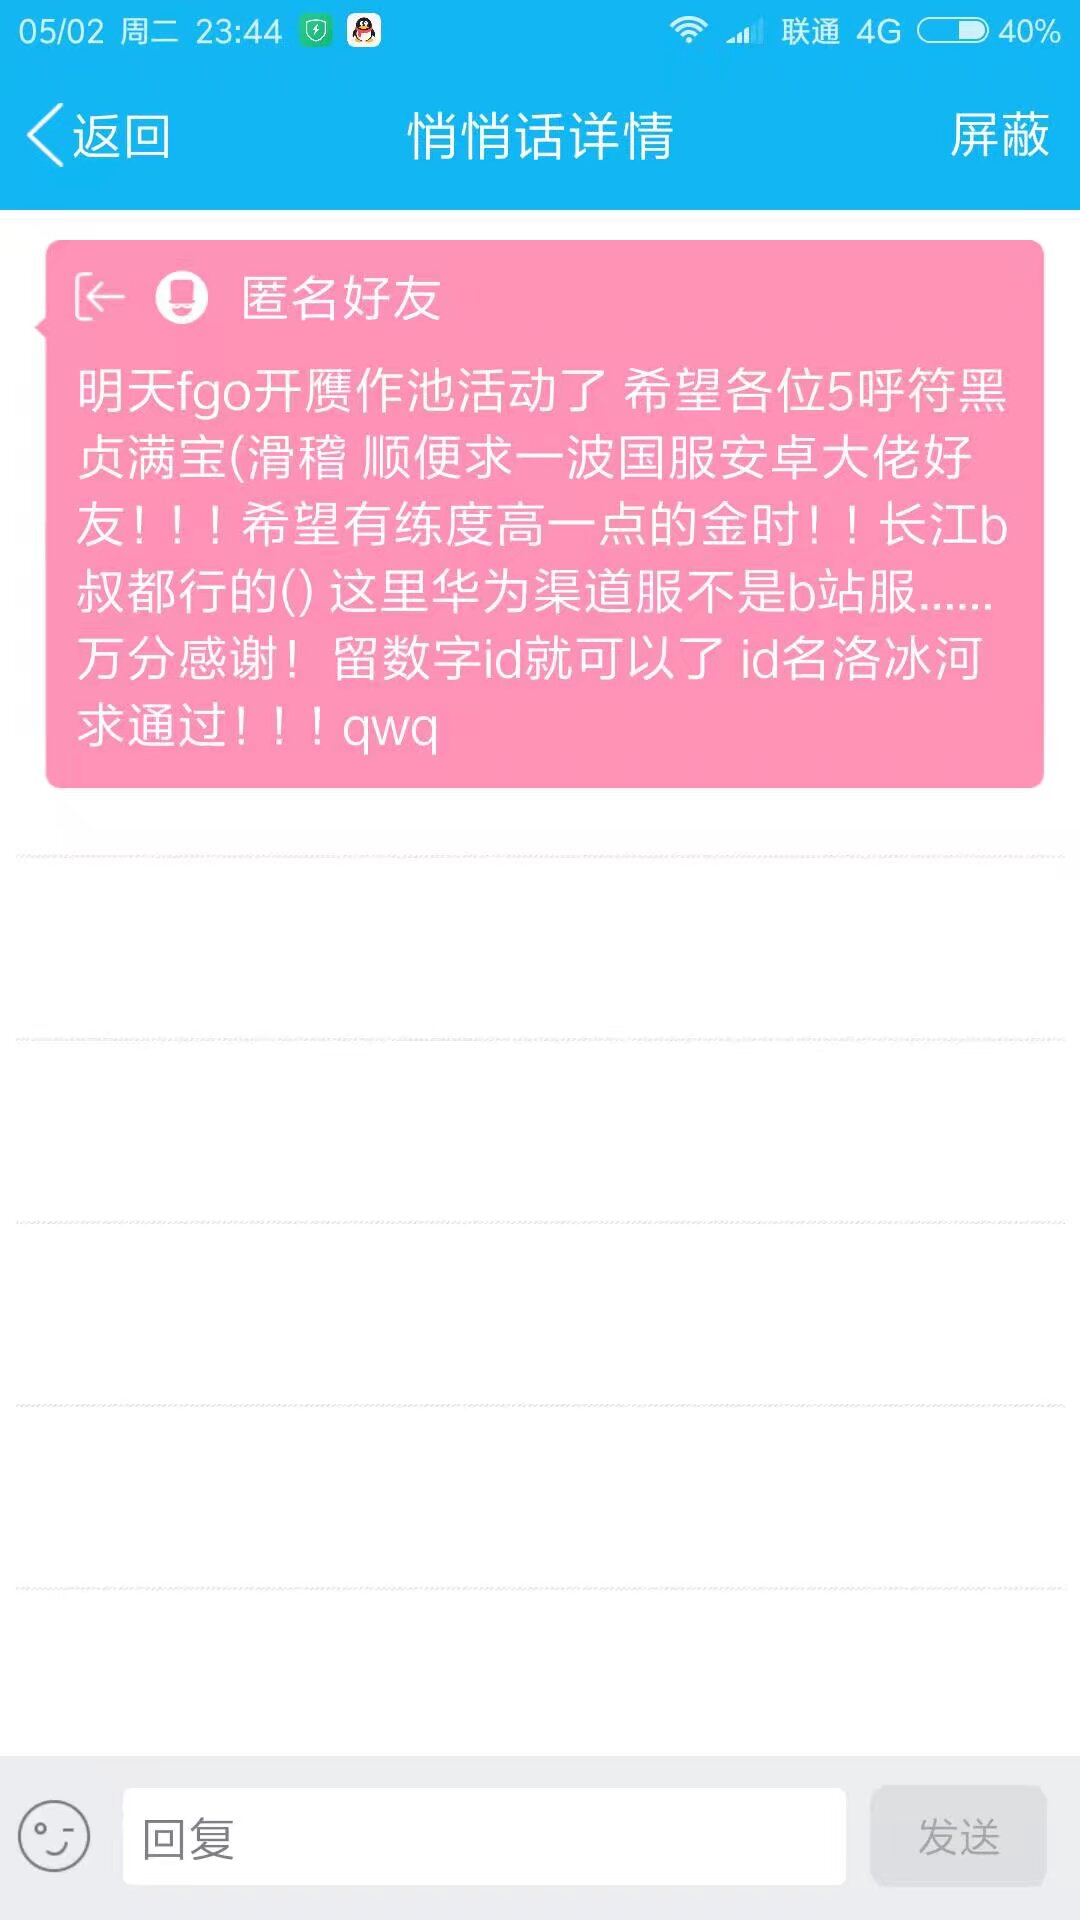 05/02 周二 23:44 联通 4G 40%
返回 悄悄话详情 屏蔽
匿名好友
明天fgo开赝作池活动了 希望各位5呼符黑
贞满宝(滑稽 顺便求一波国服安卓大佬好
友！！！希望有练度高一点的金时！！长江b
叔都行的() 这里华为渠道服不是b站服......
万分感谢！ 留数字id就可以了 id名洛冰河
求通过！！！qwq
回复 发送